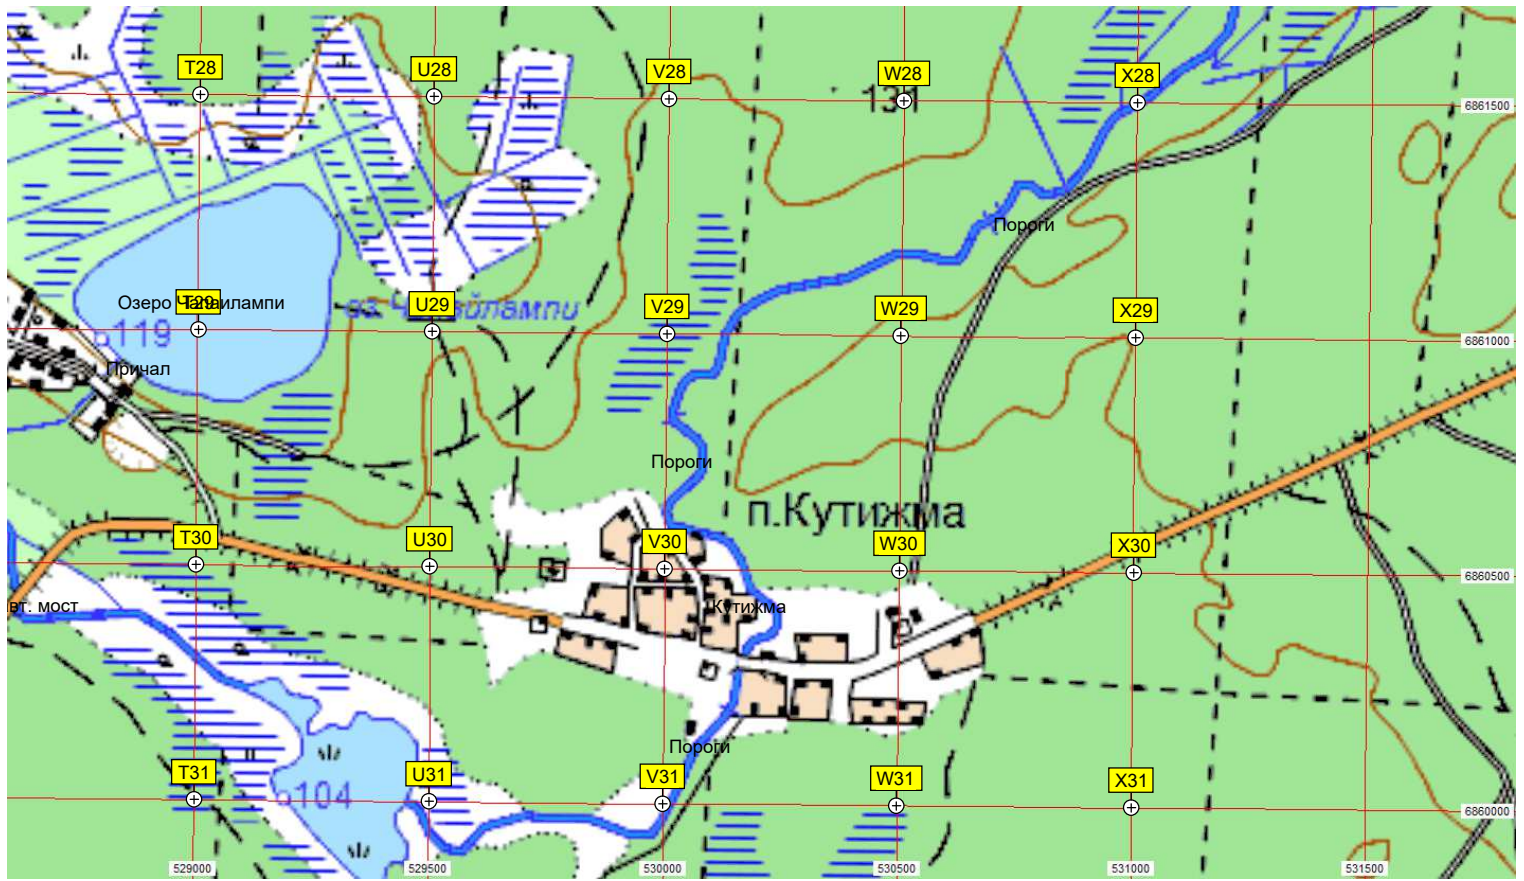 T28
U28
V28
W28
X28
131
6861500
Пороги
Озеро Чапаилампи
T29
U29
V29
W29
X29
119
6861000
Причал
Пороги
п.Кутижма
T30
U30
V30
W30
X30
6860500
вт. мост
Кутижма
Пороги
T31
U31
V31
W31
X31
104
6860000
529000
529500
530000
530500
531000
531500